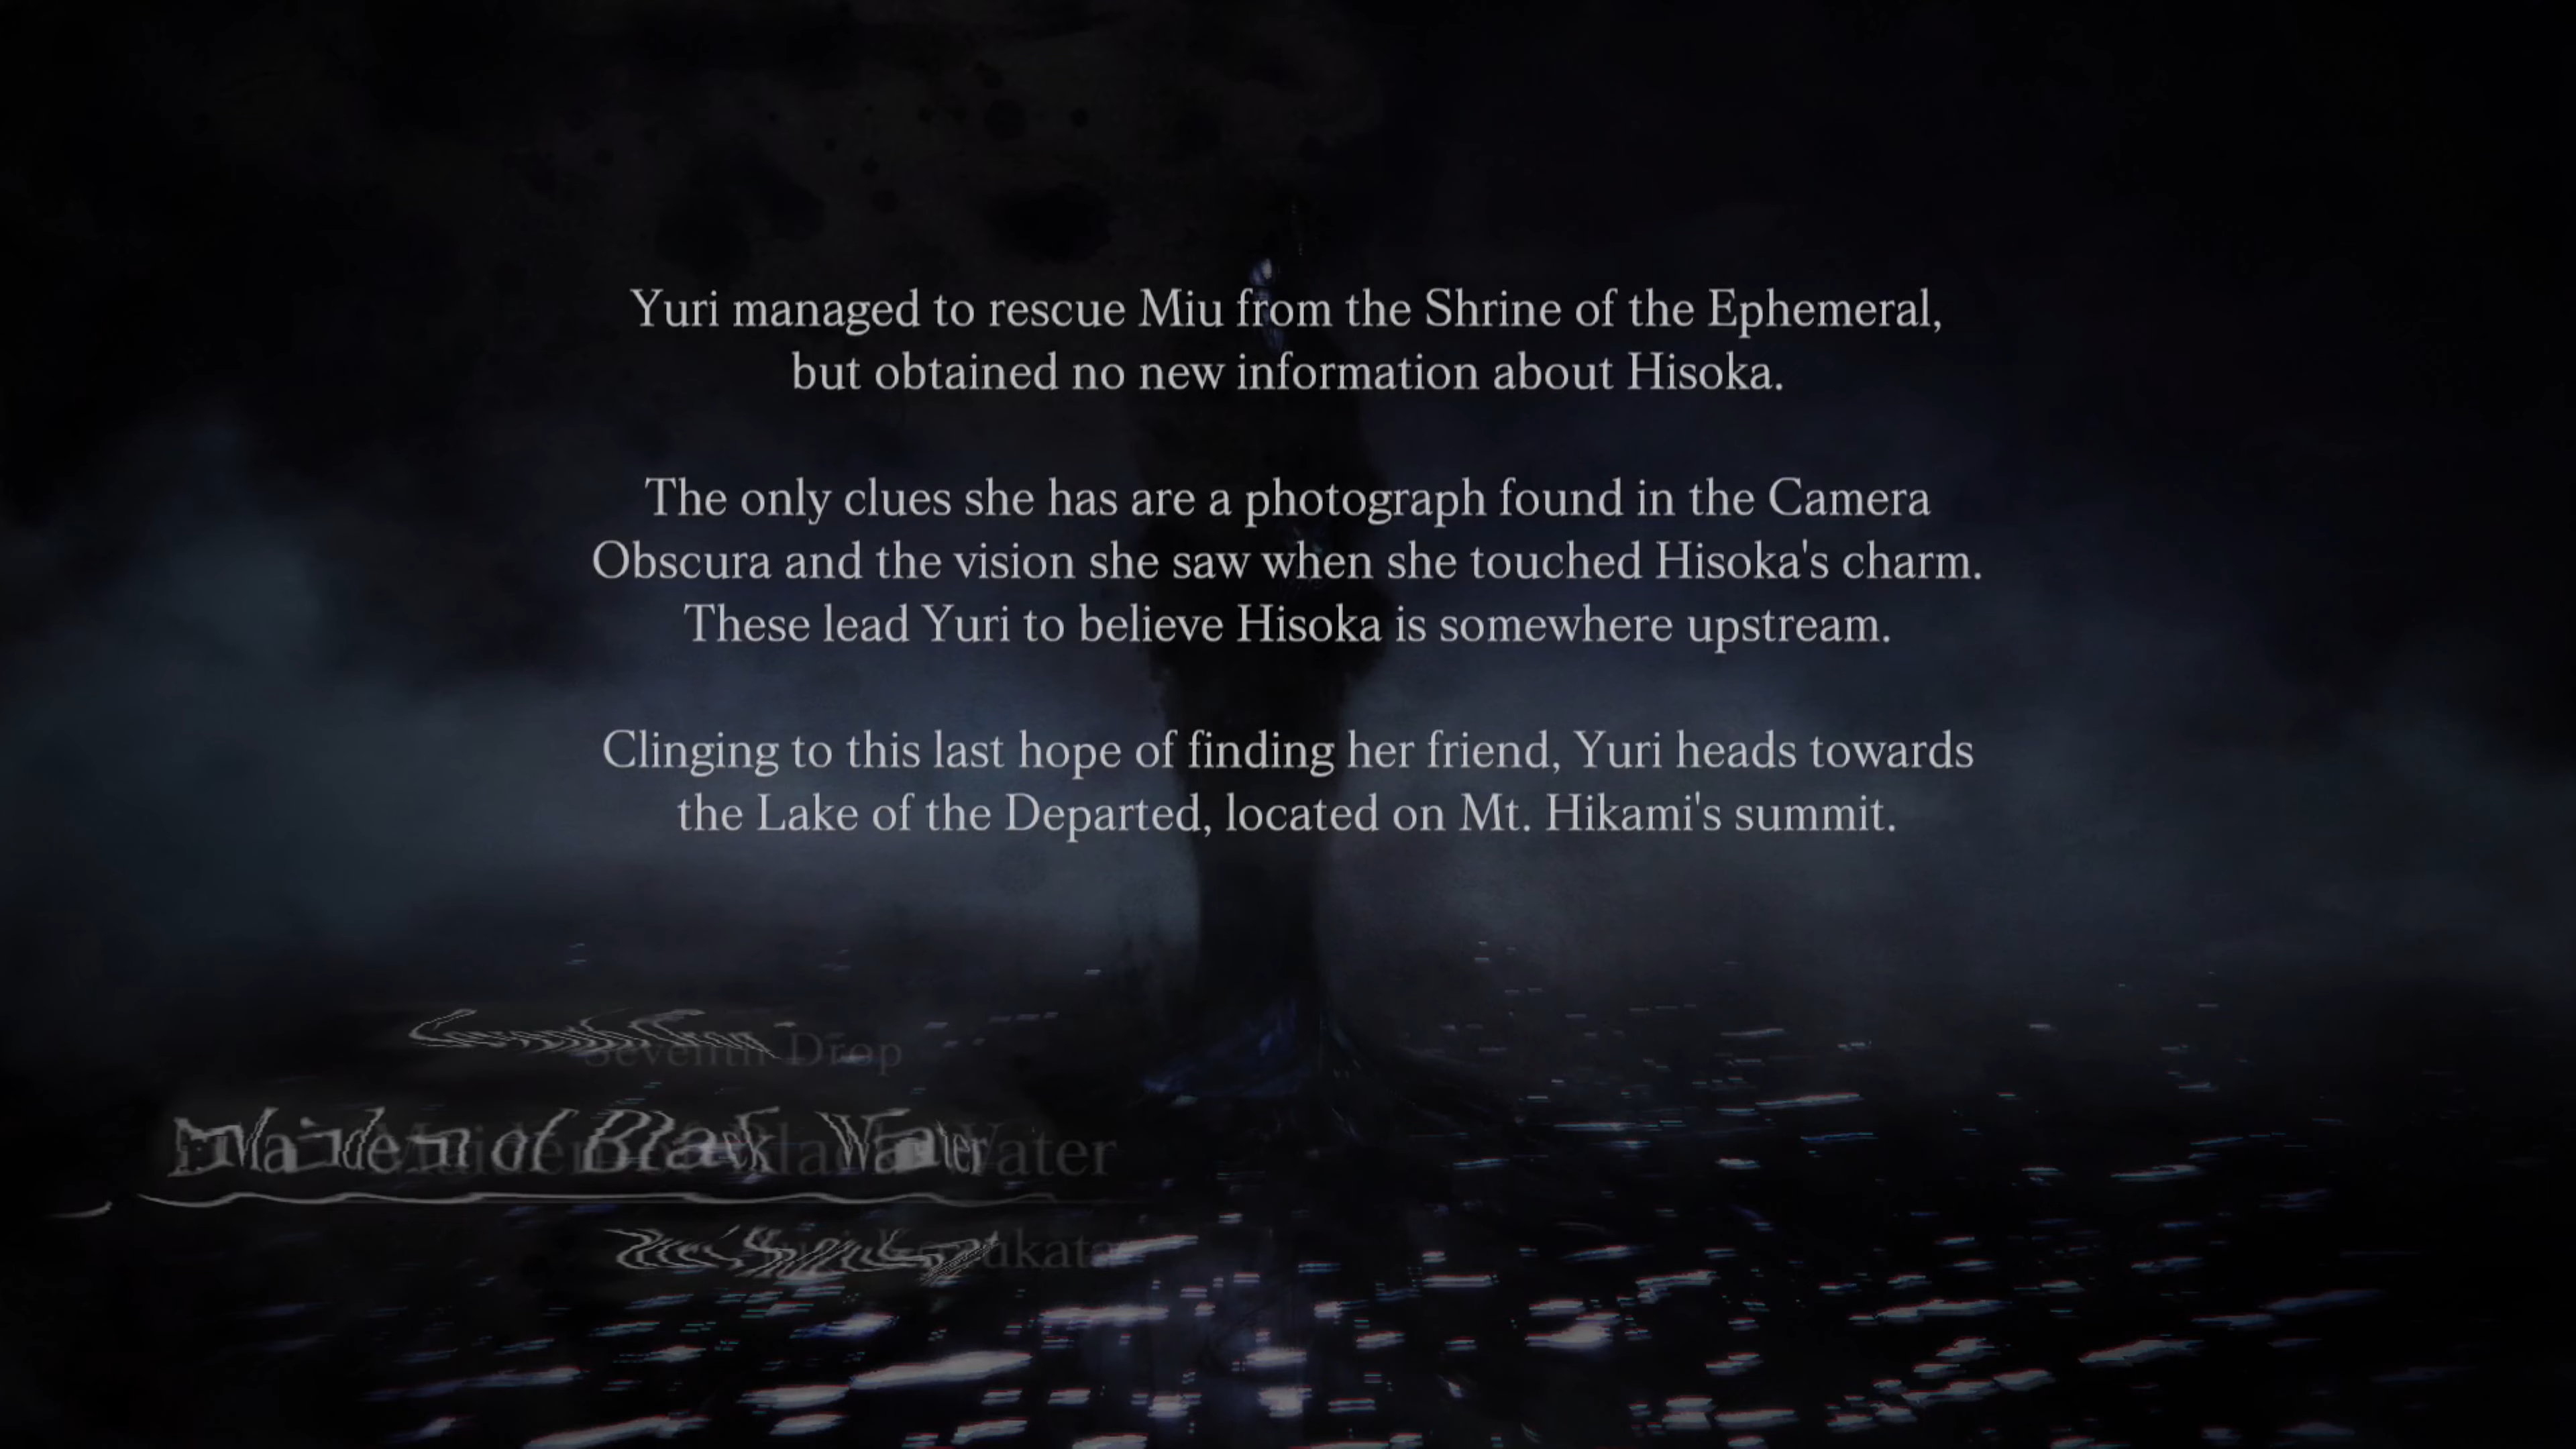 Yuri managed to rescue Miu from the Shrine of the Ephemeral,
but obtained no new information about Hisoka.
The only clues she has are a photograph found in the Camera
Obscura and the vision she saw when she touched Hisoka's charm.
These lead Yuri to believe Hisoka is somewhere upstream.
Clinging to this last hope of finding her friend, Yuri heads towards
the Lake of the Departed, located on Mt. Hikami's summit.
Seventh Drop
Maiden of Black Water